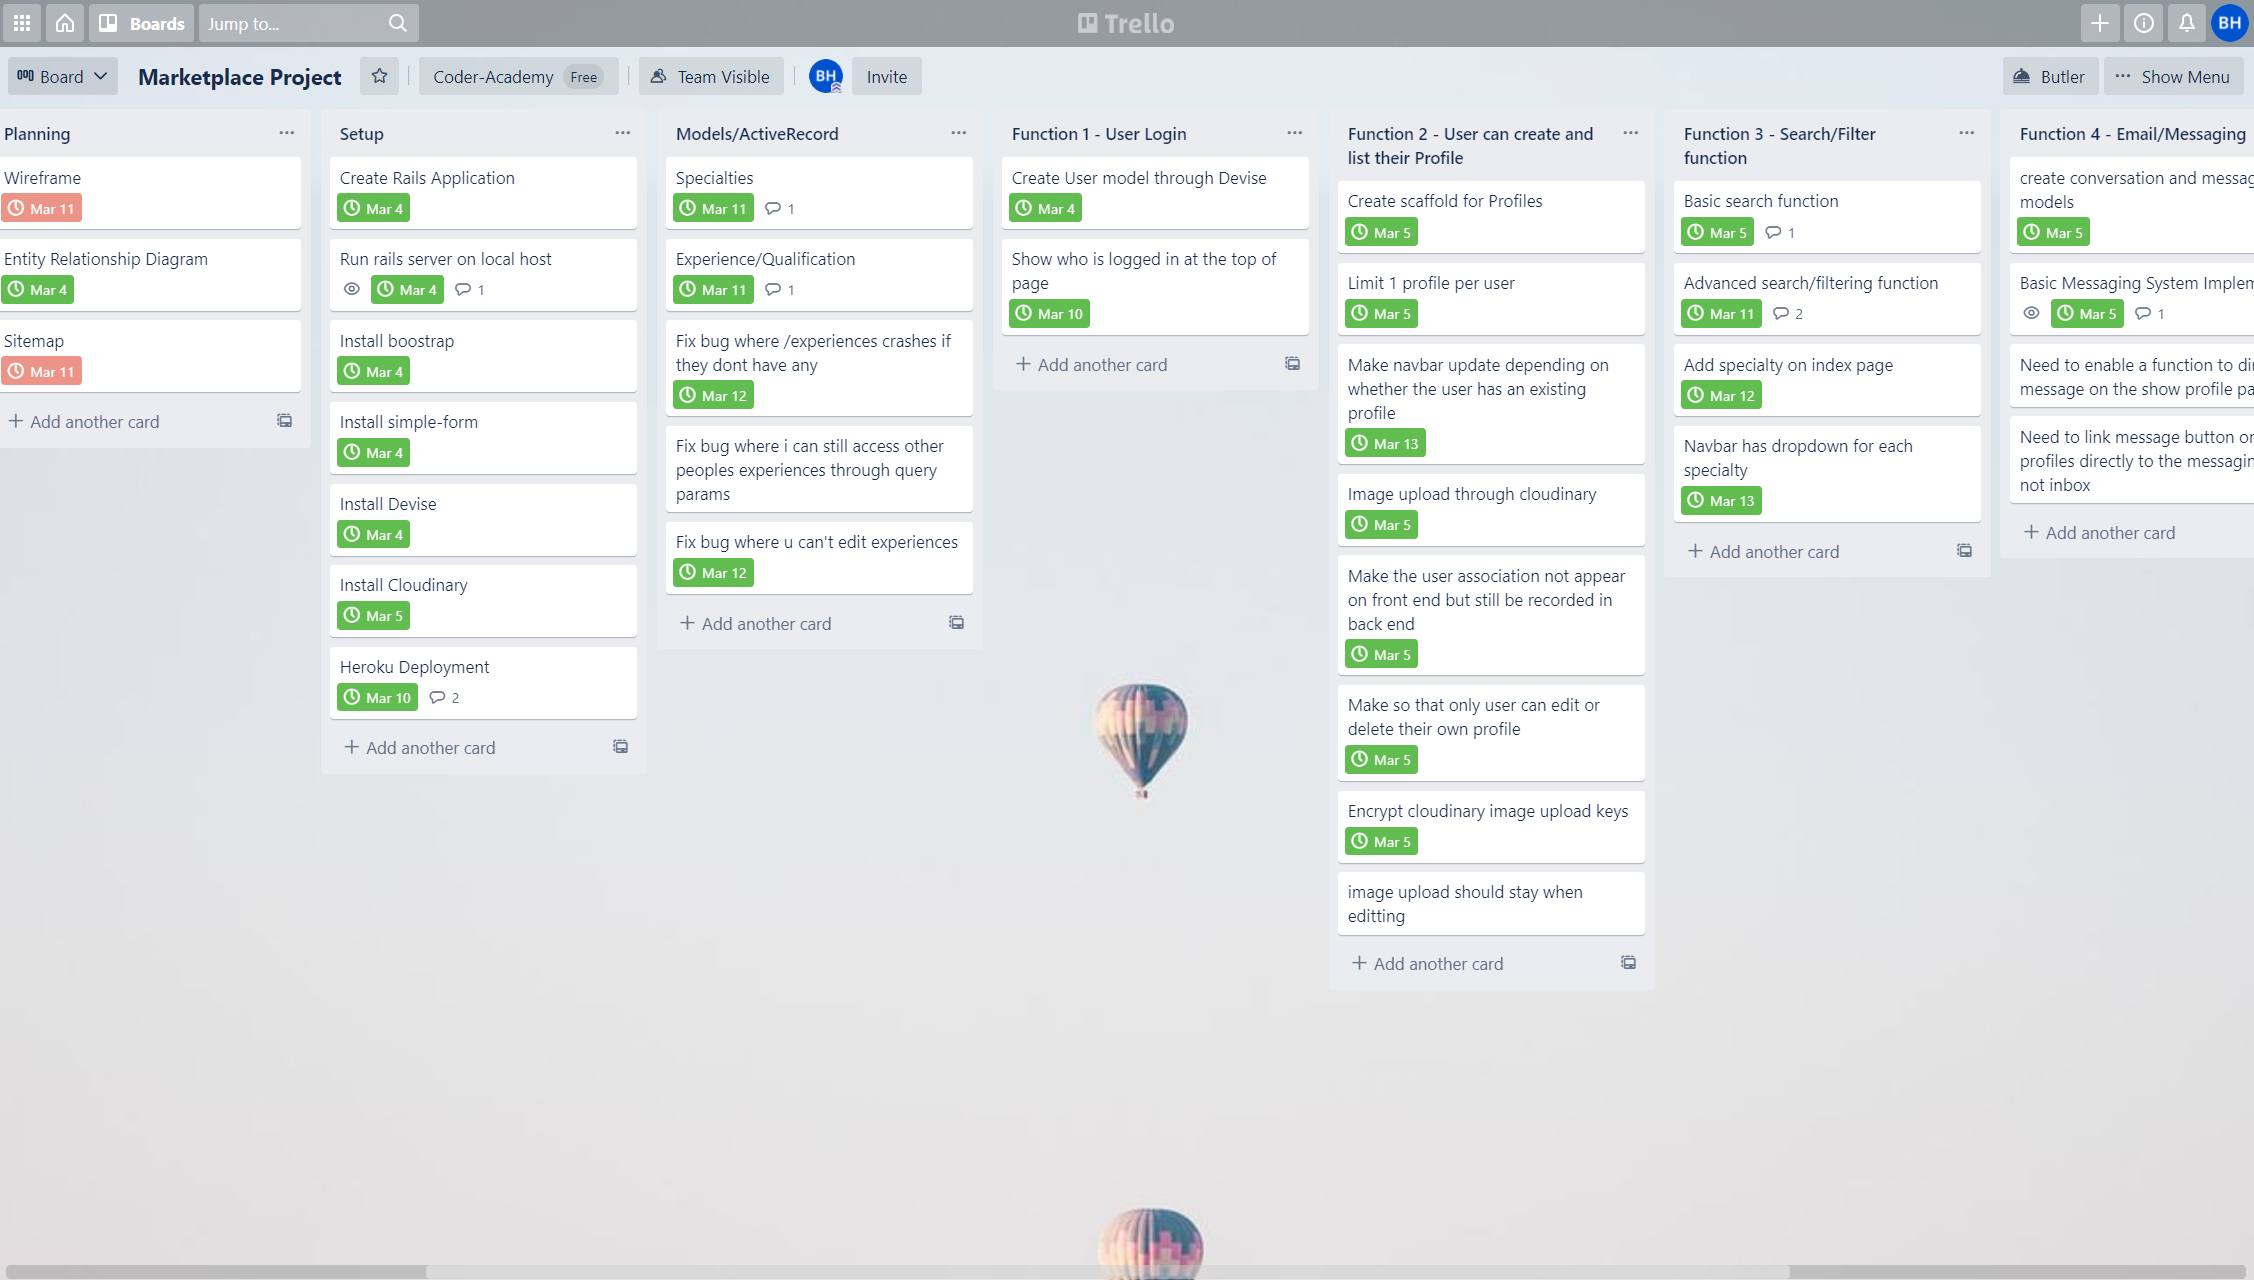 Boards
Jump to...
Trello
BH
Board
Marketplace Project
Coder-Academy Free
Team Visible
BH
Invite
Butler
Show Menu
Planning
Wireframe
Mar 11
Entity Relationship Diagram
Mar 4
Sitemap
Mar 11
Add another card
Setup
Create Rails Application
Mar 4
Run rails server on local host
Mar 4 1
Install boostrap
Mar 4
Install simple-form
Mar 4
Install Devise
Mar 4
Install Cloudinary
Mar 5
Heroku Deployment
Mar 10 2
Add another card
Models/ActiveRecord
Specialties
Mar 11 1
Experience/Qualification
Mar 11 1
Fix bug where /experiences crashes if
they dont have any
Mar 12
Fix bug where i can still access other
peoples experiences through query
params
Fix bug where u can't edit experiences
Mar 12
Add another card
Function 1 - User Login
Create User model through Devise
Mar 4
Show who is logged in at the top of
page
Mar 10
Add another card
Function 2 - User can create and
list their Profile
Create scaffold for Profiles
Mar 5
Limit 1 profile per user
Mar 5
Make navbar update depending on
whether the user has an existing
profile
Mar 13
Image upload through cloudinary
Mar 5
Make the user association not appear
on front end but still be recorded in
back end
Mar 5
Make so that only user can edit or
delete their own profile
Mar 5
Encrypt cloudinary image upload keys
Mar 5
image upload should stay when
editting
Add another card
Function 3 - Search/Filter
function
Basic search function
Mar 5 1
Advanced search/filtering function
Mar 11 2
Add specialty on index page
Mar 12
Navbar has dropdown for each
specialty
Mar 13
Add another card
Function 4 - Email/Messaging
create conversation and messag
models
Mar 5
Basic Messaging System Implem
Mar 5 1
Need to enable a function to di
message on the show profile pa
Need to link message button or
profiles directly to the messagin
not inbox
Add another card